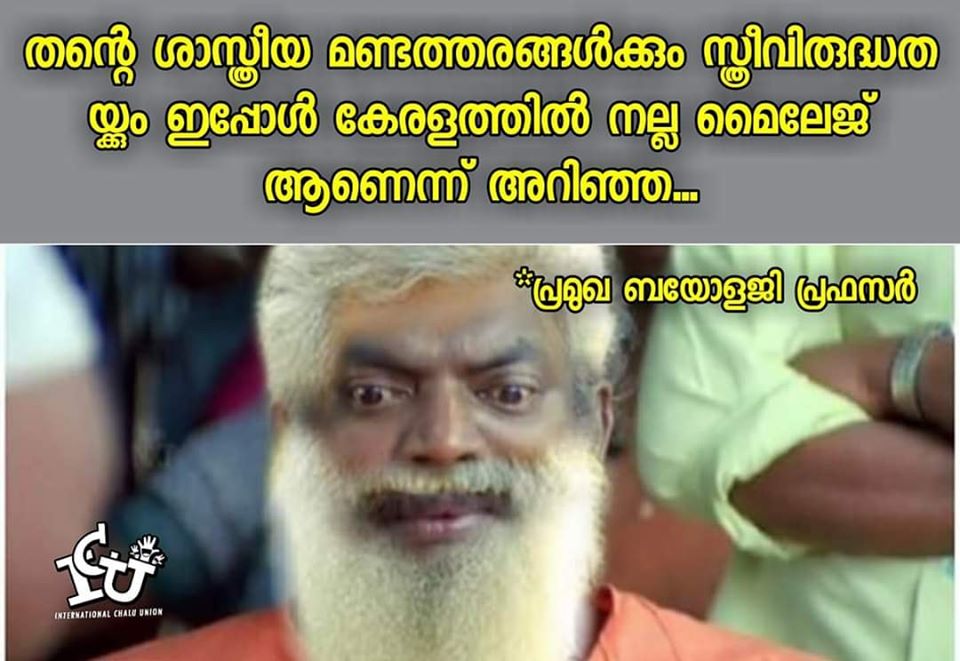 തന്റെ ശാസ്ത്രീയ മണ്ടത്തരങ്ങൾക്കും സ്ത്രീവിരുദ്ധത
യ്ക്കും ഇപ്പോൾ കേരളത്തിൽ നല്ല മൈലേജ്
ആണെന്ന് അറിഞ്ഞ...
*പ്രമുഖ ബയോളജി പ്രഫസർ
ICU
INTERNATIONAL CHALU UNION